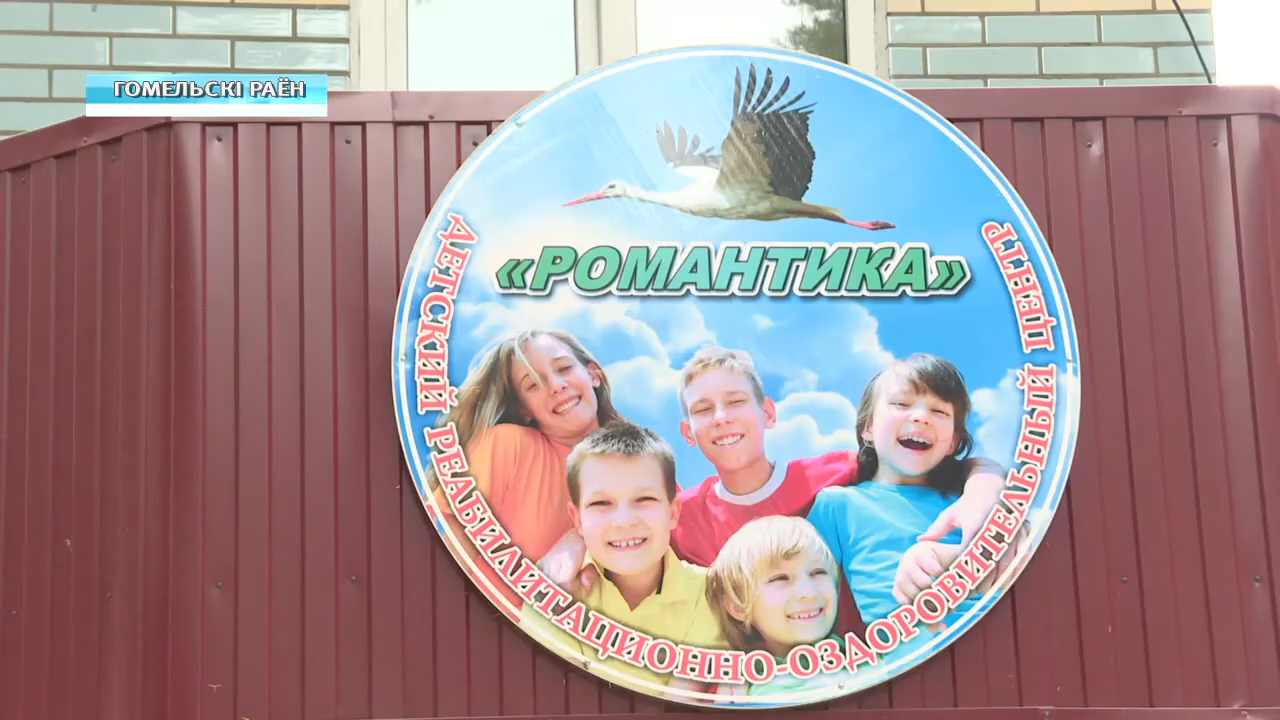 ГОМЕЛЬСКІ РАЁН
«РОМАНТИКА»
ДЕТСКИЙ РЕАБИЛИТАЦИОННО-ОЗДОРОВИТЕЛЬНЫЙ ЦЕНТР